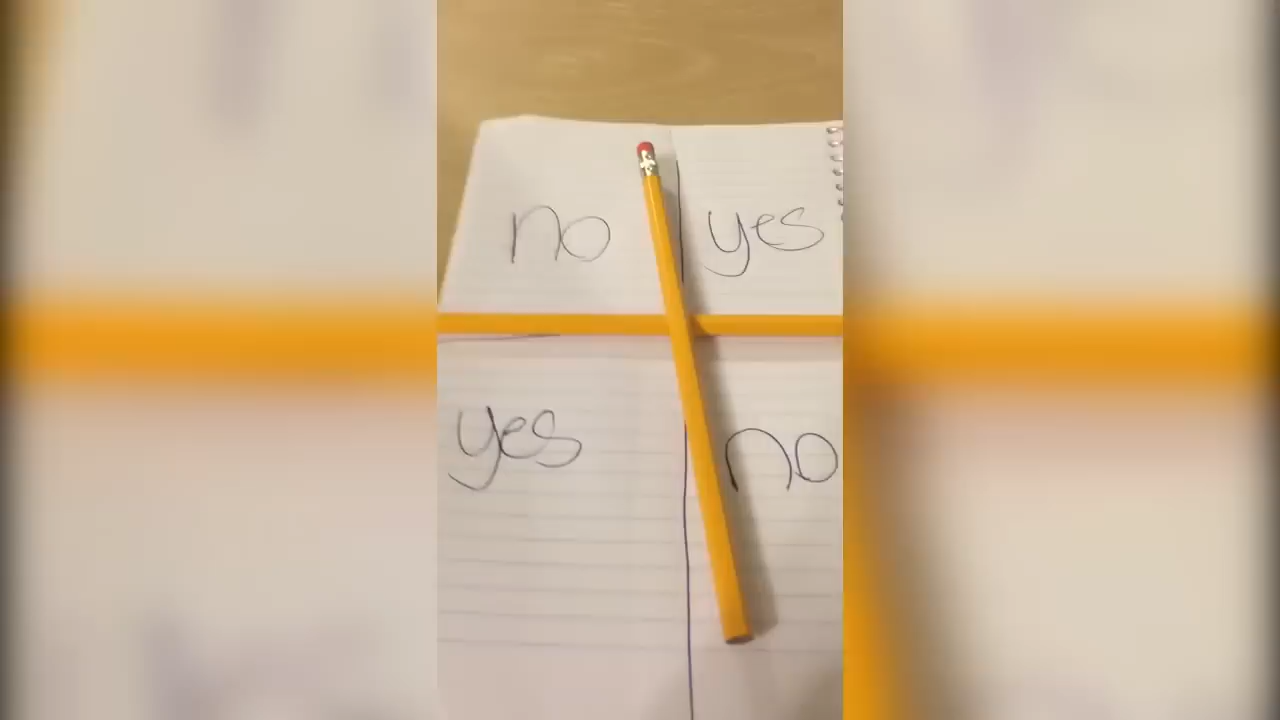 no yes
yes no